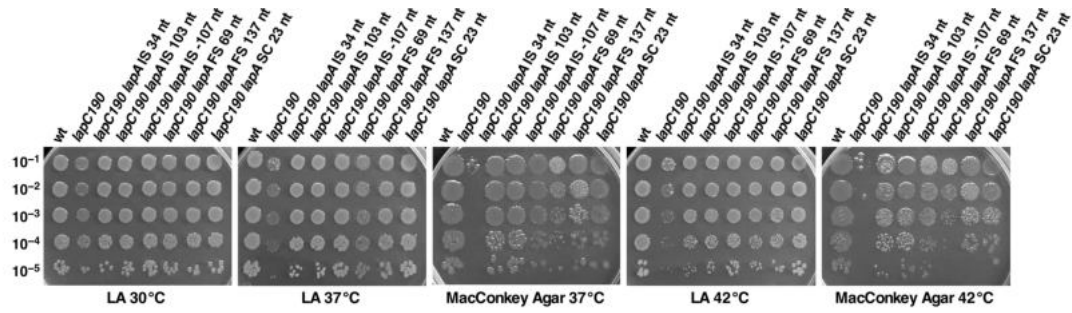 wt
lapC190
lapC190 lapA IS 34 nt
lapC190 lapA IS 103 nt
lapC190 lapA IS -107 nt
lapC190 lapA FS 69 nt
lapC190 lapA FS 137 nt
lapC190 lapA SC 23 nt
wt
lapC190
lapC190 lapA IS 34 nt
lapC190 lapA IS 103 nt
lapC190 lapA IS -107 nt
lapC190 lapA FS 69 nt
lapC190 lapA FS 137 nt
lapC190 lapA SC 23 nt
wt
lapC190
lapC190 lapA IS 34 nt
lapC190 lapA IS 103 nt
lapC190 lapA IS -107 nt
lapC190 lapA FS 69 nt
lapC190 lapA FS 137 nt
lapC190 lapA SC 23 nt
wt
lapC190
lapC190 lapA IS 34 nt
lapC190 lapA IS 103 nt
lapC190 lapA IS -107 nt
lapC190 lapA FS 69 nt
lapC190 lapA FS 137 nt
lapC190 lapA SC 23 nt
wt
lapC190
lapC190 lapA IS 34 nt
lapC190 lapA IS 103 nt
lapC190 lapA IS -107 nt
lapC190 lapA FS 69 nt
lapC190 lapA FS 137 nt
lapC190 lapA SC 23 nt
10⁻¹
10⁻²
10⁻³
10⁻⁴
10⁻⁵
LA 30°C
LA 37°C
MacConkey Agar 37°C
LA 42°C
MacConkey Agar 42°C